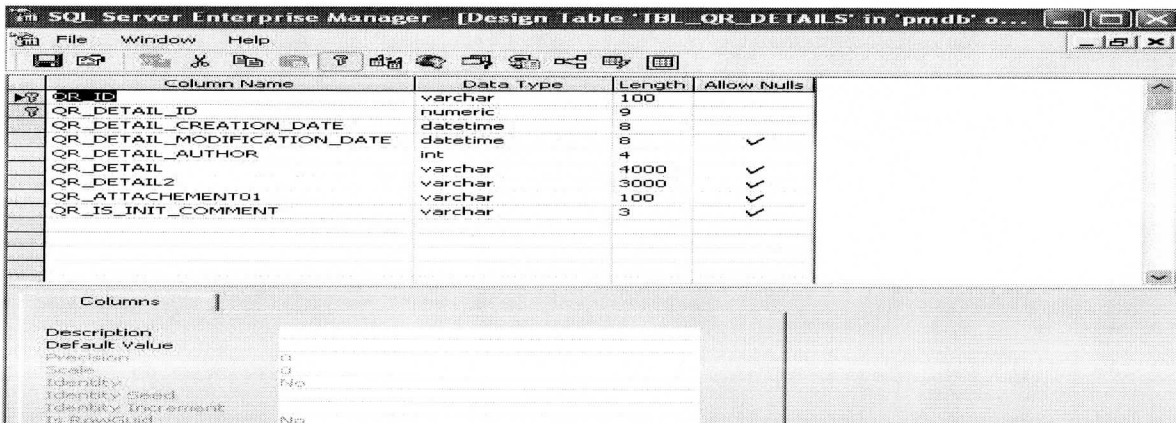 SQL Server Enterprise Manager - [Design Table 'TBL_QR_DETAILS' in 'pmdb' o...
File Window Help
Column Name Data Type Length Allow Nulls
QR_ID varchar 100
QR_DETAIL_ID numeric 9
QR_DETAIL_CREATION_DATE datetime 8
QR_DETAIL_MODIFICATION_DATE datetime 8
QR_DETAIL_AUTHOR int 4
QR_DETAIL varchar 4000
QR_DETAIL2 varchar 3000
QR_ATTACHEMENT01 varchar 100
QR_IS_INIT_COMMENT varchar 3
Columns
Description
Default Value
Precision 0
Scale 0
Identity No
Identity Seed
Identity Increment
Is RowGuid No